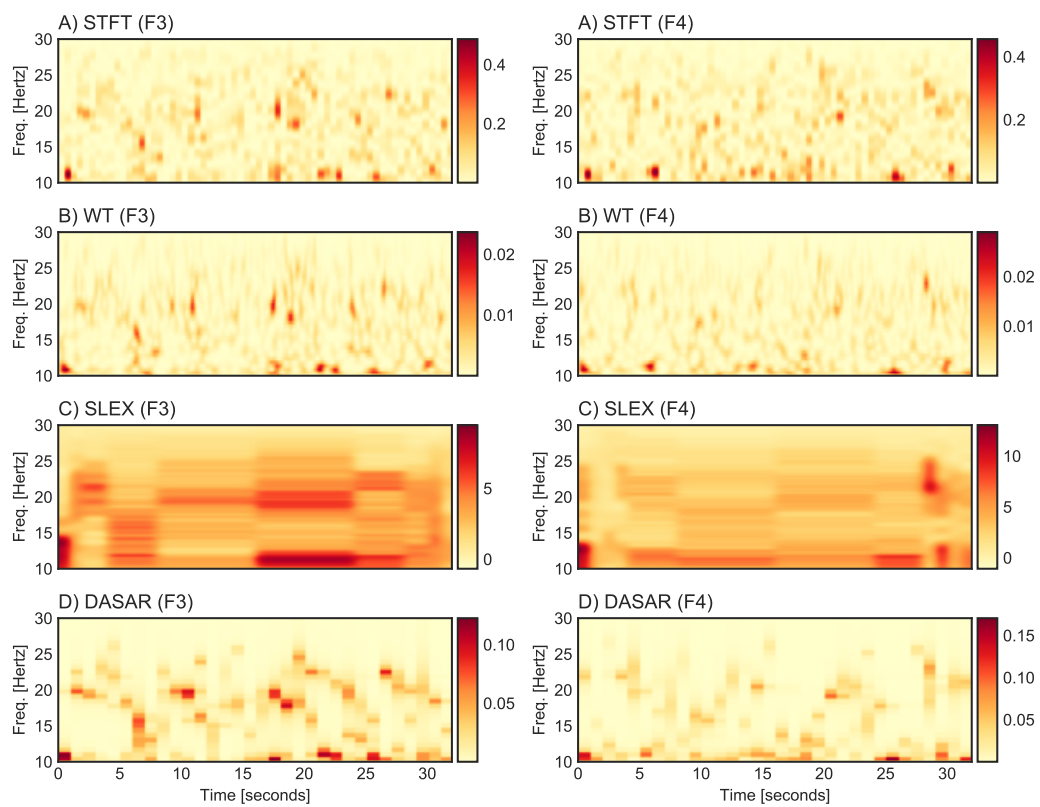 A) STFT (F3)
A) STFT (F4)
30
25
20
15
10
Freq. [Hertz]
0.4
0.2
30
25
20
15
10
Freq. [Hertz]
0.4
0.2
B) WT (F3)
B) WT (F4)
30
25
20
15
10
Freq. [Hertz]
0.02
0.01
30
25
20
15
10
Freq. [Hertz]
0.02
0.01
C) SLEX (F3)
C) SLEX (F4)
30
25
20
15
10
Freq. [Hertz]
5
0
30
25
20
15
10
Freq. [Hertz]
10
5
0
D) DASAR (F3)
D) DASAR (F4)
30
25
20
15
10
Freq. [Hertz]
0.10
0.05
30
25
20
15
10
Freq. [Hertz]
0.15
0.10
0.05
0 5 10 15 20 25 30
0 5 10 15 20 25 30
Time [seconds]
Time [seconds]